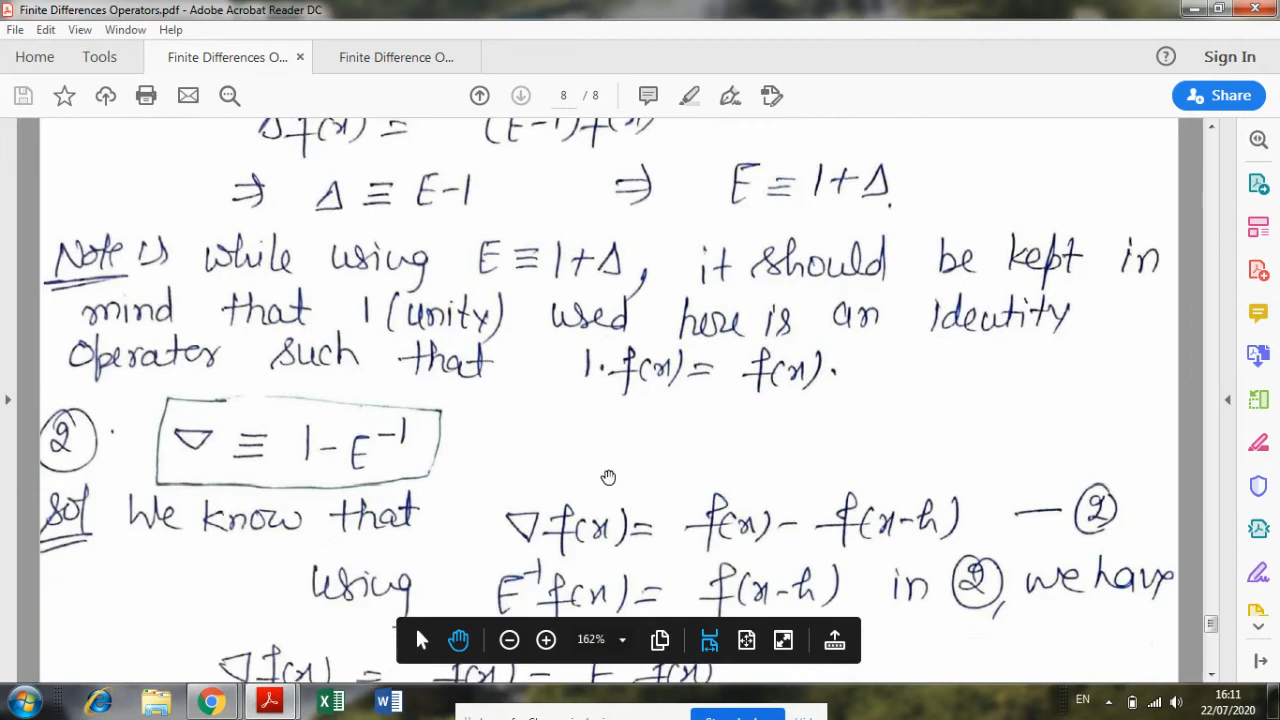 Finite Differences Operators.pdf - Adobe Acrobat Reader DC
File Edit View Window Help
Home Tools Finite Differences O... × Finite Difference O... ? Sign In
8 / 8 Share
Δf(x) = (E-1)f(x)
⇒ Δ ≡ E-1 ⇒ E ≡ 1+Δ.
Note while using E ≡ 1+Δ, it should be kept in
mind that 1 (unity) used here is an identity
operator such that 1. f(x) = f(x).
② . ∇ ≡ 1 - E⁻¹
Sol We know that ∇f(x) = f(x) - f(x-h) — ②
using E⁻¹f(x) = f(x-h) in ②, we have
162%
∇f(x) = f(x) - f(x)
EN 16:11
22/07/2020